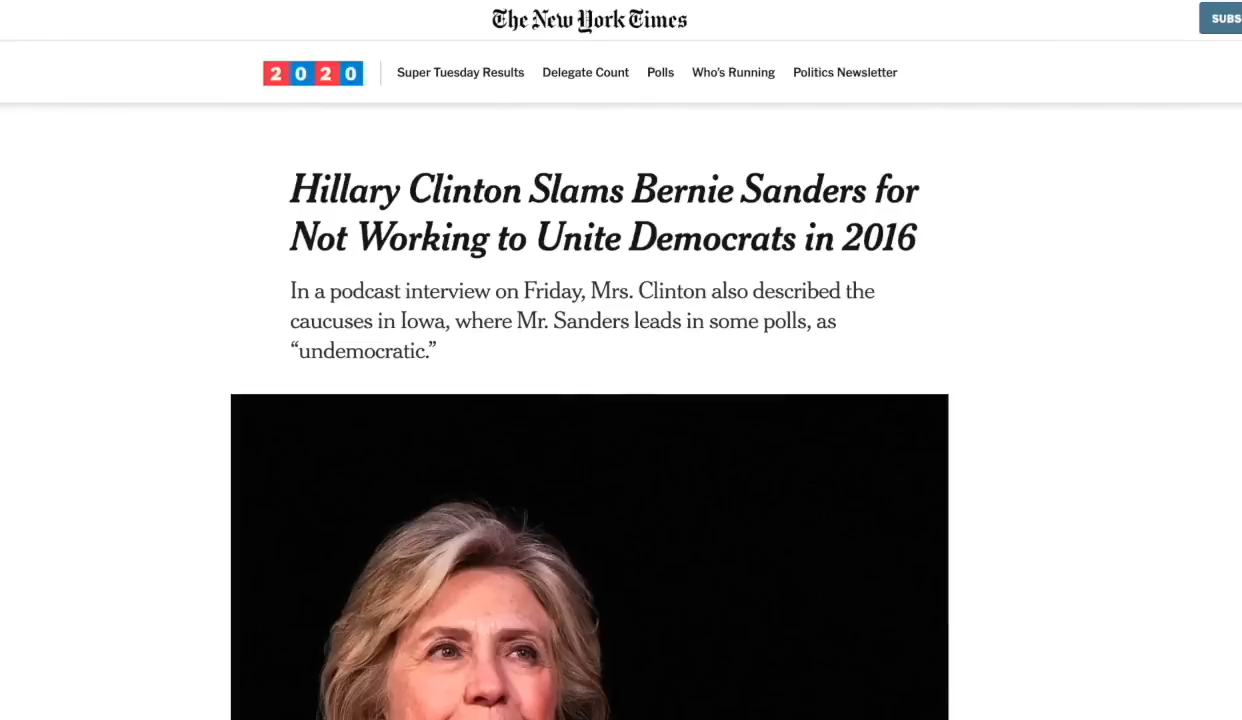 The New York Times
SUBS
2020
Super Tuesday Results Delegate Count Polls Who's Running Politics Newsletter
Hillary Clinton Slams Bernie Sanders for
Not Working to Unite Democrats in 2016
In a podcast interview on Friday, Mrs. Clinton also described the
caucuses in Iowa, where Mr. Sanders leads in some polls, as
“undemocratic.”